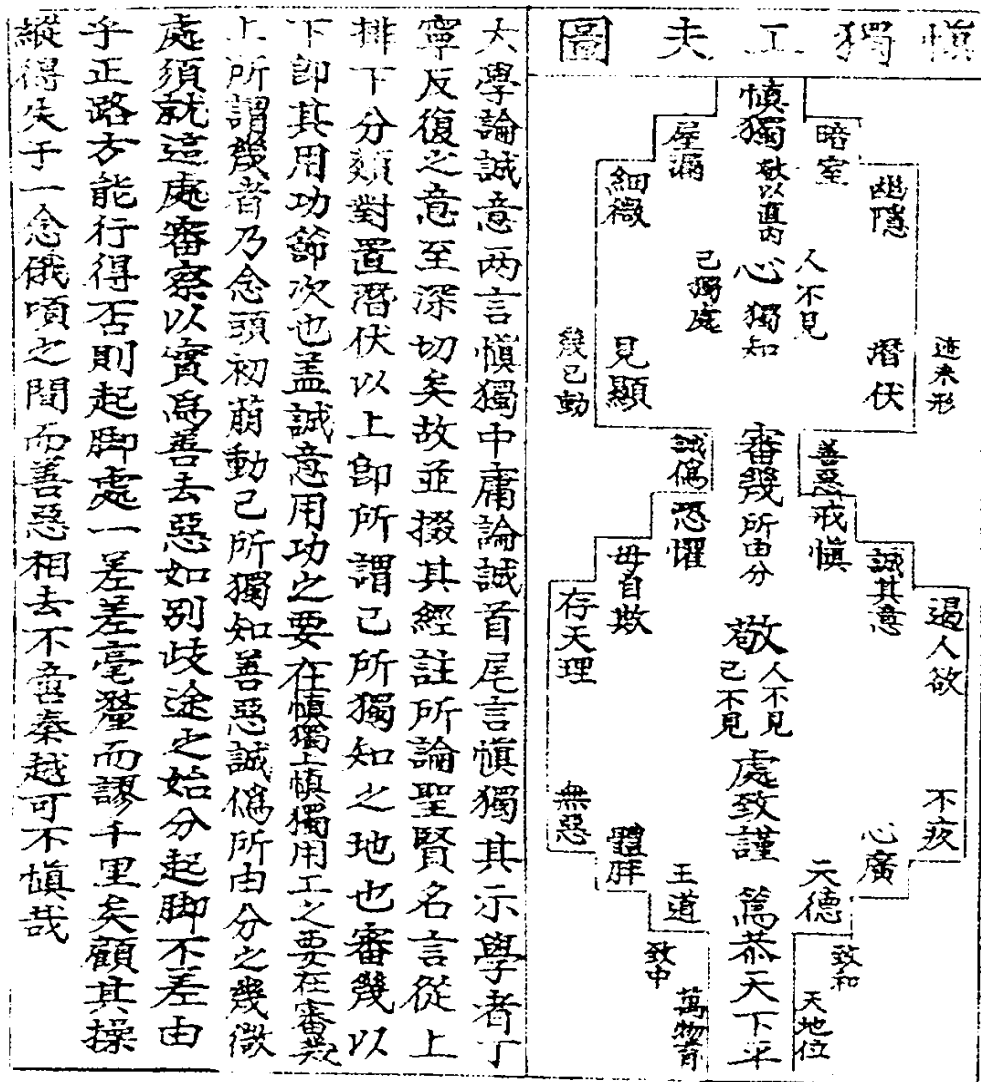 慎獨工夫圖
慎獨敬以直内
心獨知
人不見
己獨處
暗室
屋漏
幽隱
細微
潛伏
見顯
迹未形
幾已動
審幾所由分
善惡戒慎
誠僞恐懼
誠其意
毋自欺
遏人欲
存天理
敬
人不見
己不見
處致謹
不疚
無惡
心廣
體胖
天德
王道
篤恭天下平
致和
致中
天地位
萬物育
大學論誠意两言慎獨中庸論誠首尾言慎獨其示學者丁
寧反復之意至深切矣故並掇其經註所論聖賢名言從上
排下分類對置潛伏以上卽所謂己所獨知之地也審幾以
下卽其用功節次也盖誠意用功之要在慎獨上慎獨用工之要在審幾
上所謂幾者乃念頭初萌動己所獨知善惡誠僞所由分之幾微
處須就這處審察以實爲善去惡如别歧途之始分起脚不差由
乎正路方能行得否則起脚處一差差毫釐而謬千里矣顧其操
縱得失于一念俄頃之間而善惡相去不啻秦越可不慎哉